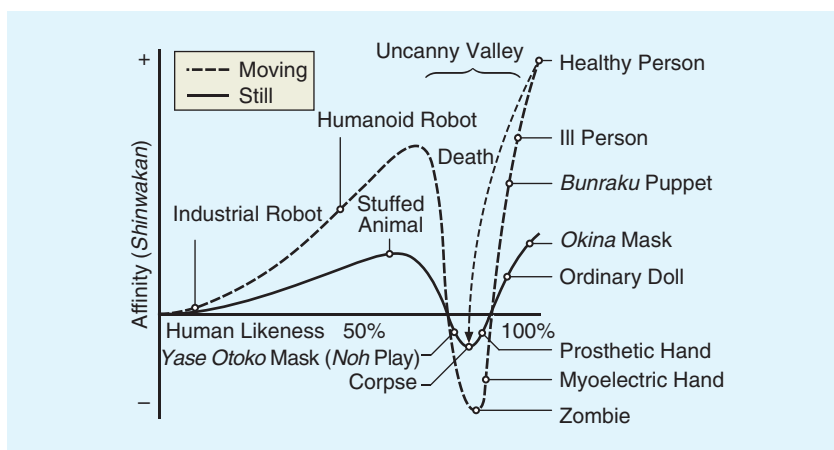 +
Uncanny Valley
Healthy Person
Moving
Still
Humanoid Robot
Ill Person
Death
Bunraku Puppet
Stuffed
Animal
Industrial Robot
Okina Mask
Ordinary Doll
Affinity (Shinwakan)
Human Likeness 50% 100%
Yase Otoko Mask (Noh Play)
Prosthetic Hand
Corpse
Myoelectric Hand
–
Zombie